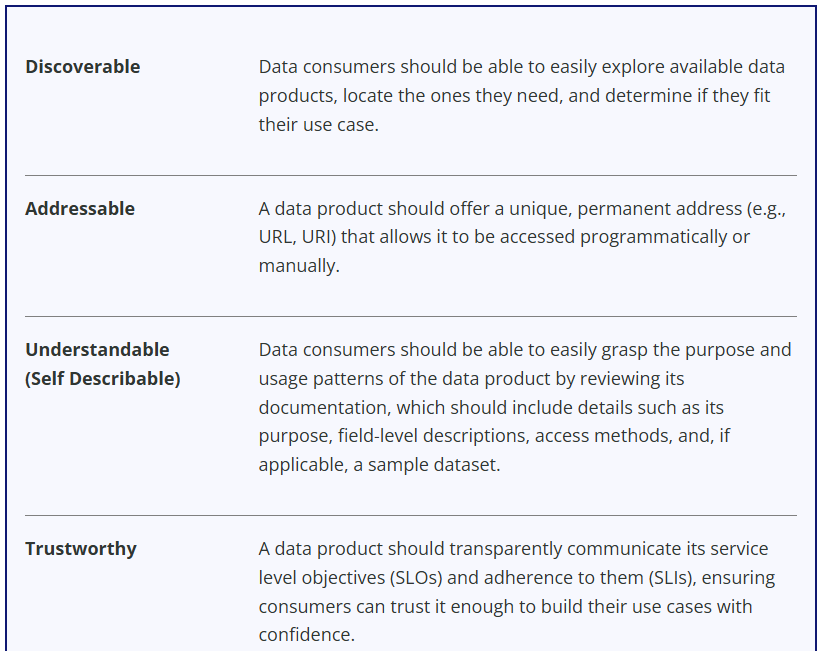 Discoverable
Data consumers should be able to easily explore available data
products, locate the ones they need, and determine if they fit
their use case.
Addressable
A data product should offer a unique, permanent address (e.g.,
URL, URI) that allows it to be accessed programmatically or
manually.
Understandable
(Self Describable)
Data consumers should be able to easily grasp the purpose and
usage patterns of the data product by reviewing its
documentation, which should include details such as its
purpose, field-level descriptions, access methods, and, if
applicable, a sample dataset.
Trustworthy
A data product should transparently communicate its service
level objectives (SLOs) and adherence to them (SLIs), ensuring
consumers can trust it enough to build their use cases with
confidence.